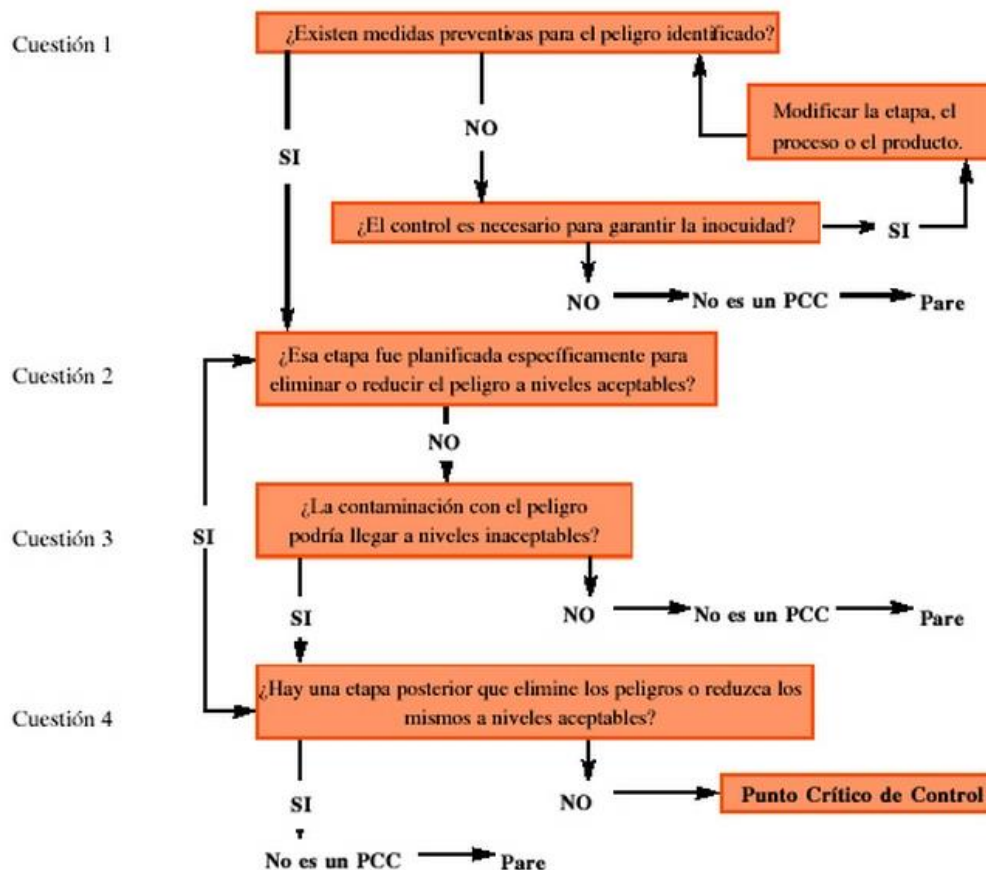 Cuestión 1
¿Existen medidas preventivas para el peligro identificado?
Modificar la etapa, el
proceso o el producto.
NO
SI
¿El control es necesario para garantir la inocuidad?
SI
NO
No es un PCC
Pare
Cuestión 2
¿Esa etapa fue planificada específicamente para
eliminar o reducir el peligro a niveles aceptables?
NO
Cuestión 3
SI
¿La contaminación con el peligro
podría llegar a niveles inaceptables?
SI
NO
No es un PCC
Pare
Cuestión 4
¿Hay una etapa posterior que elimine los peligros o reduzca los
mismos a niveles aceptables?
SI
NO
Punto Crítico de Control
No es un PCC
Pare